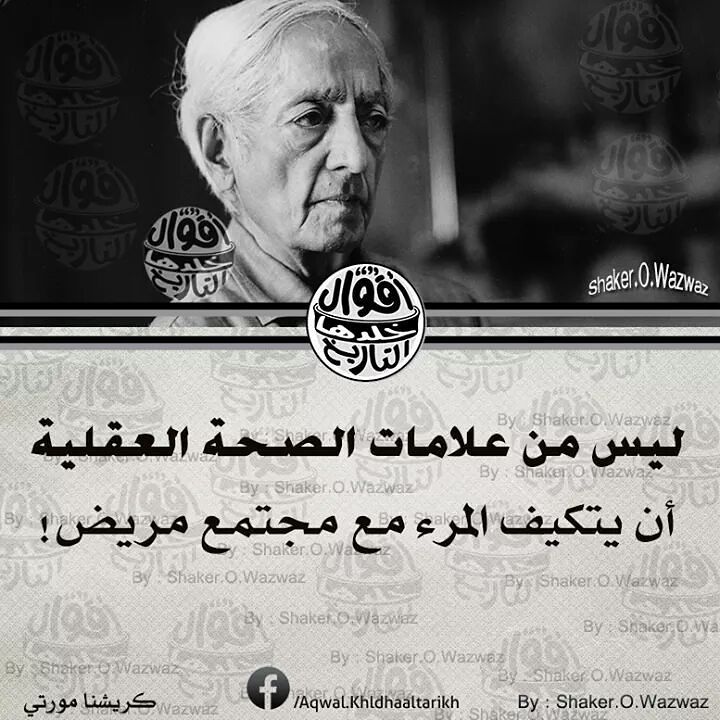 Shaker.O.Wazwaz
أقوال
خلدها
التاريخ
ليس من علامات الصحة العقلية
أن يتكيف المرء مع مجتمع مريض!
كريشنا مورتي
/Aqwal.Khldhaaltarikh
By : Shaker.O.Wazwaz